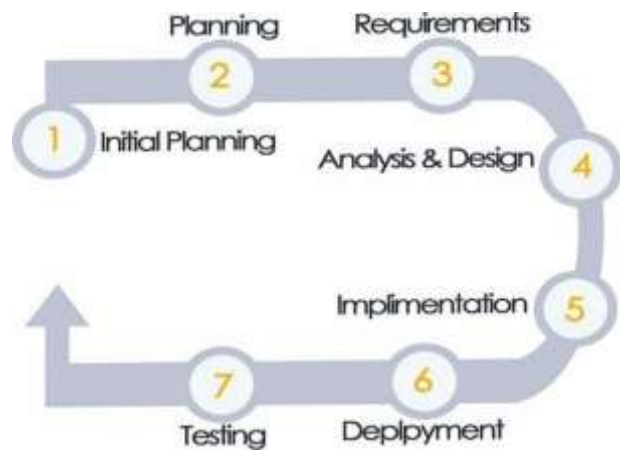 1 Initial Planning
2 Planning
3 Requirements
4 Analysis & Design
5 Implimentation
6 Deplpyment
7 Testing